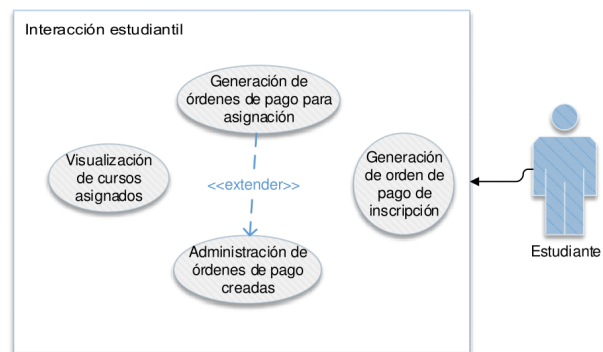 Interacción estudiantil
Generación de
órdenes de pago para
asignación
Visualización
de cursos
asignados
<<extender>>
Generación
de orden de
pago de
inscripción
Administración de
órdenes de pago
creadas
Estudiante